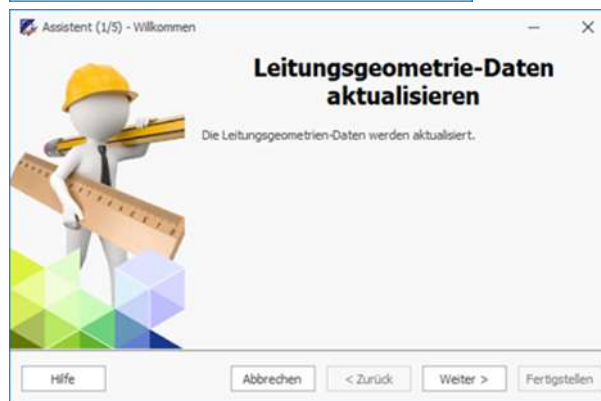 Assistent (1/5) - Willkommen
Leitungsgeometrie-Daten
aktualisieren
Die Leitungsgeometrien-Daten werden aktualisiert.
Hilfe
Abbrechen
< Zurück
Weiter >
Fertigstellen